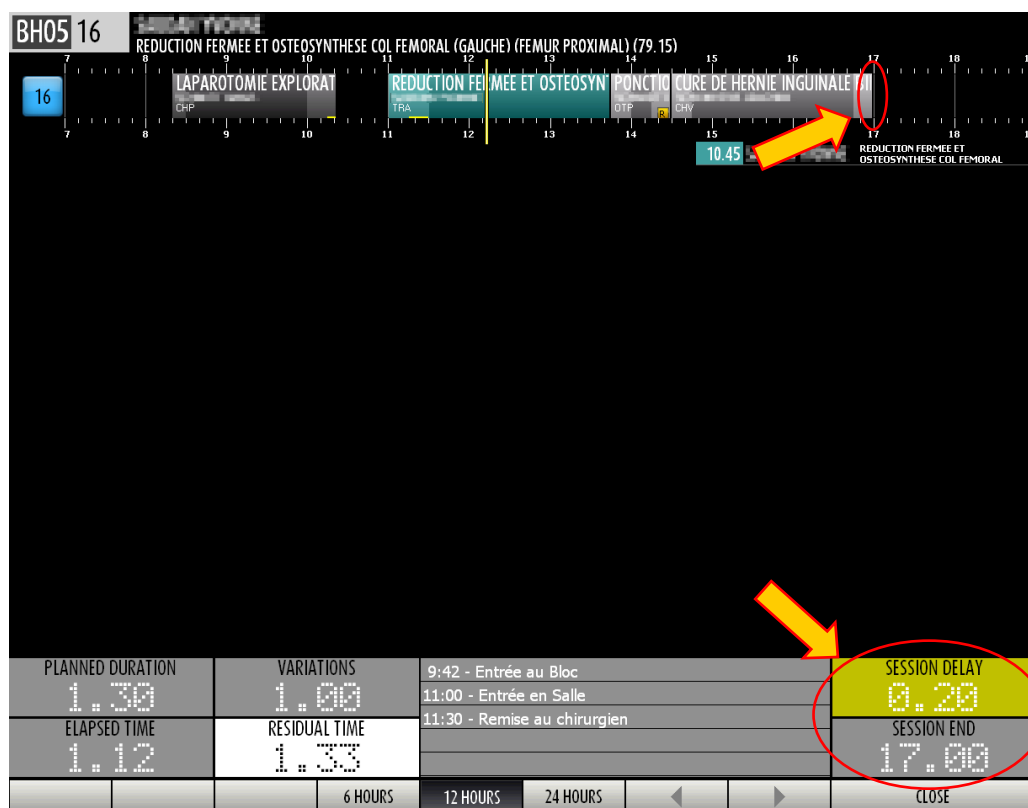 BH05 16
REDUCTION FERMEE ET OSTEOSYNTHESE COL FEMORAL (GAUCHE) (FEMUR PROXIMAL) (79.15)
7 8 9 10 11 12 13 14 15 16 17 18 1
16
LAPAROTOMIE EXPLORAT
CHP
REDUCTION FERMEE ET OSTEOSYNT
TRA
PONCTIO
OTP
R
CURE DE HERNIE INGUINALE BI
CHV
7 8 9 10 11 12 13 14 15 17 18 1
10.45
REDUCTION FERMEE ET
OSTEOSYNTHESE COL FEMORAL
PLANNED DURATION
1.30
VARIATIONS
1.00
ELAPSED TIME
1.12
RESIDUAL TIME
1.33
9:42 - Entrée au Bloc
11:00 - Entrée en Salle
11:30 - Remise au chirurgien
SESSION DELAY
0.20
SESSION END
17.00
6 HOURS
12 HOURS
24 HOURS
CLOSE